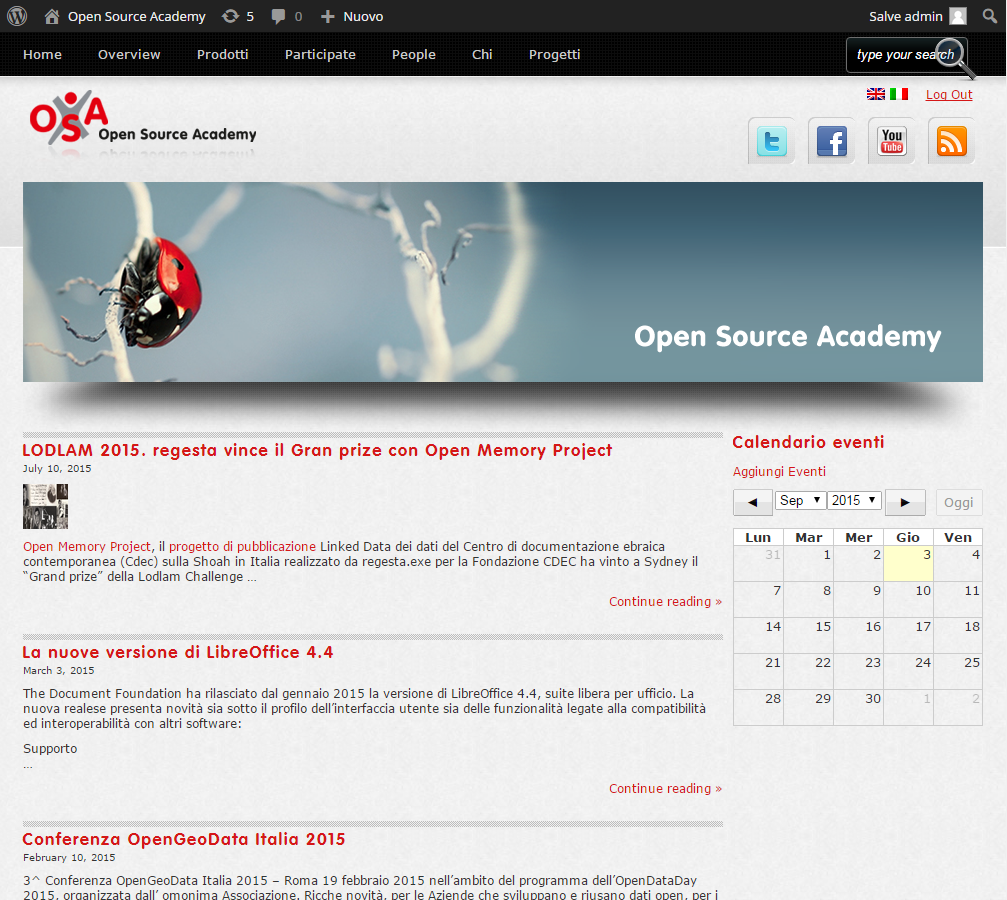 Open Source Academy 5 0 Nuovo Salve admin
Home Overview Prodotti Participate People Chi Progetti type your search
Log Out
OSA Open Source Academy
You Tube
Open Source Academy
LODLAM 2015. regesta vince il Gran prize con Open Memory Project
July 10, 2015
Open Memory Project, il progetto di pubblicazione Linked Data dei dati del Centro di documentazione ebraica
contemporanea (Cdec) sulla Shoah in Italia realizzato da regesta.exe per la Fondazione CDEC ha vinto a Sydney il
“Grand prize” della Lodlam Challenge …
Continue reading »
La nuove versione di LibreOffice 4.4
March 3, 2015
The Document Foundation ha rilasciato dal gennaio 2015 la versione di LibreOffice 4.4, suite libera per ufficio. La
nuova realese presenta novità sia sotto il profilo dell’interfaccia utente sia delle funzionalità legate alla compatibilità
ed interoperabilità con altri software:
Supporto
…
Continue reading »
Conferenza OpenGeoData Italia 2015
February 10, 2015
3^ Conferenza OpenGeoData Italia 2015 – Roma 19 febbraio 2015 nell’ambito del programma dell’OpenDataDay
2015, organizzata dall’ omonima Associazione. Ricche novità, per le Aziende che sviluppano e riusano dati open, per i
Calendario eventi
Aggiungi Eventi
◄ Sep ▼ 2015 ▼ ► Oggi
Lun Mar Mer Gio Ven
31 1 2 3 4
7 8 9 10 11
14 15 16 17 18
21 22 23 24 25
28 29 30 1 2